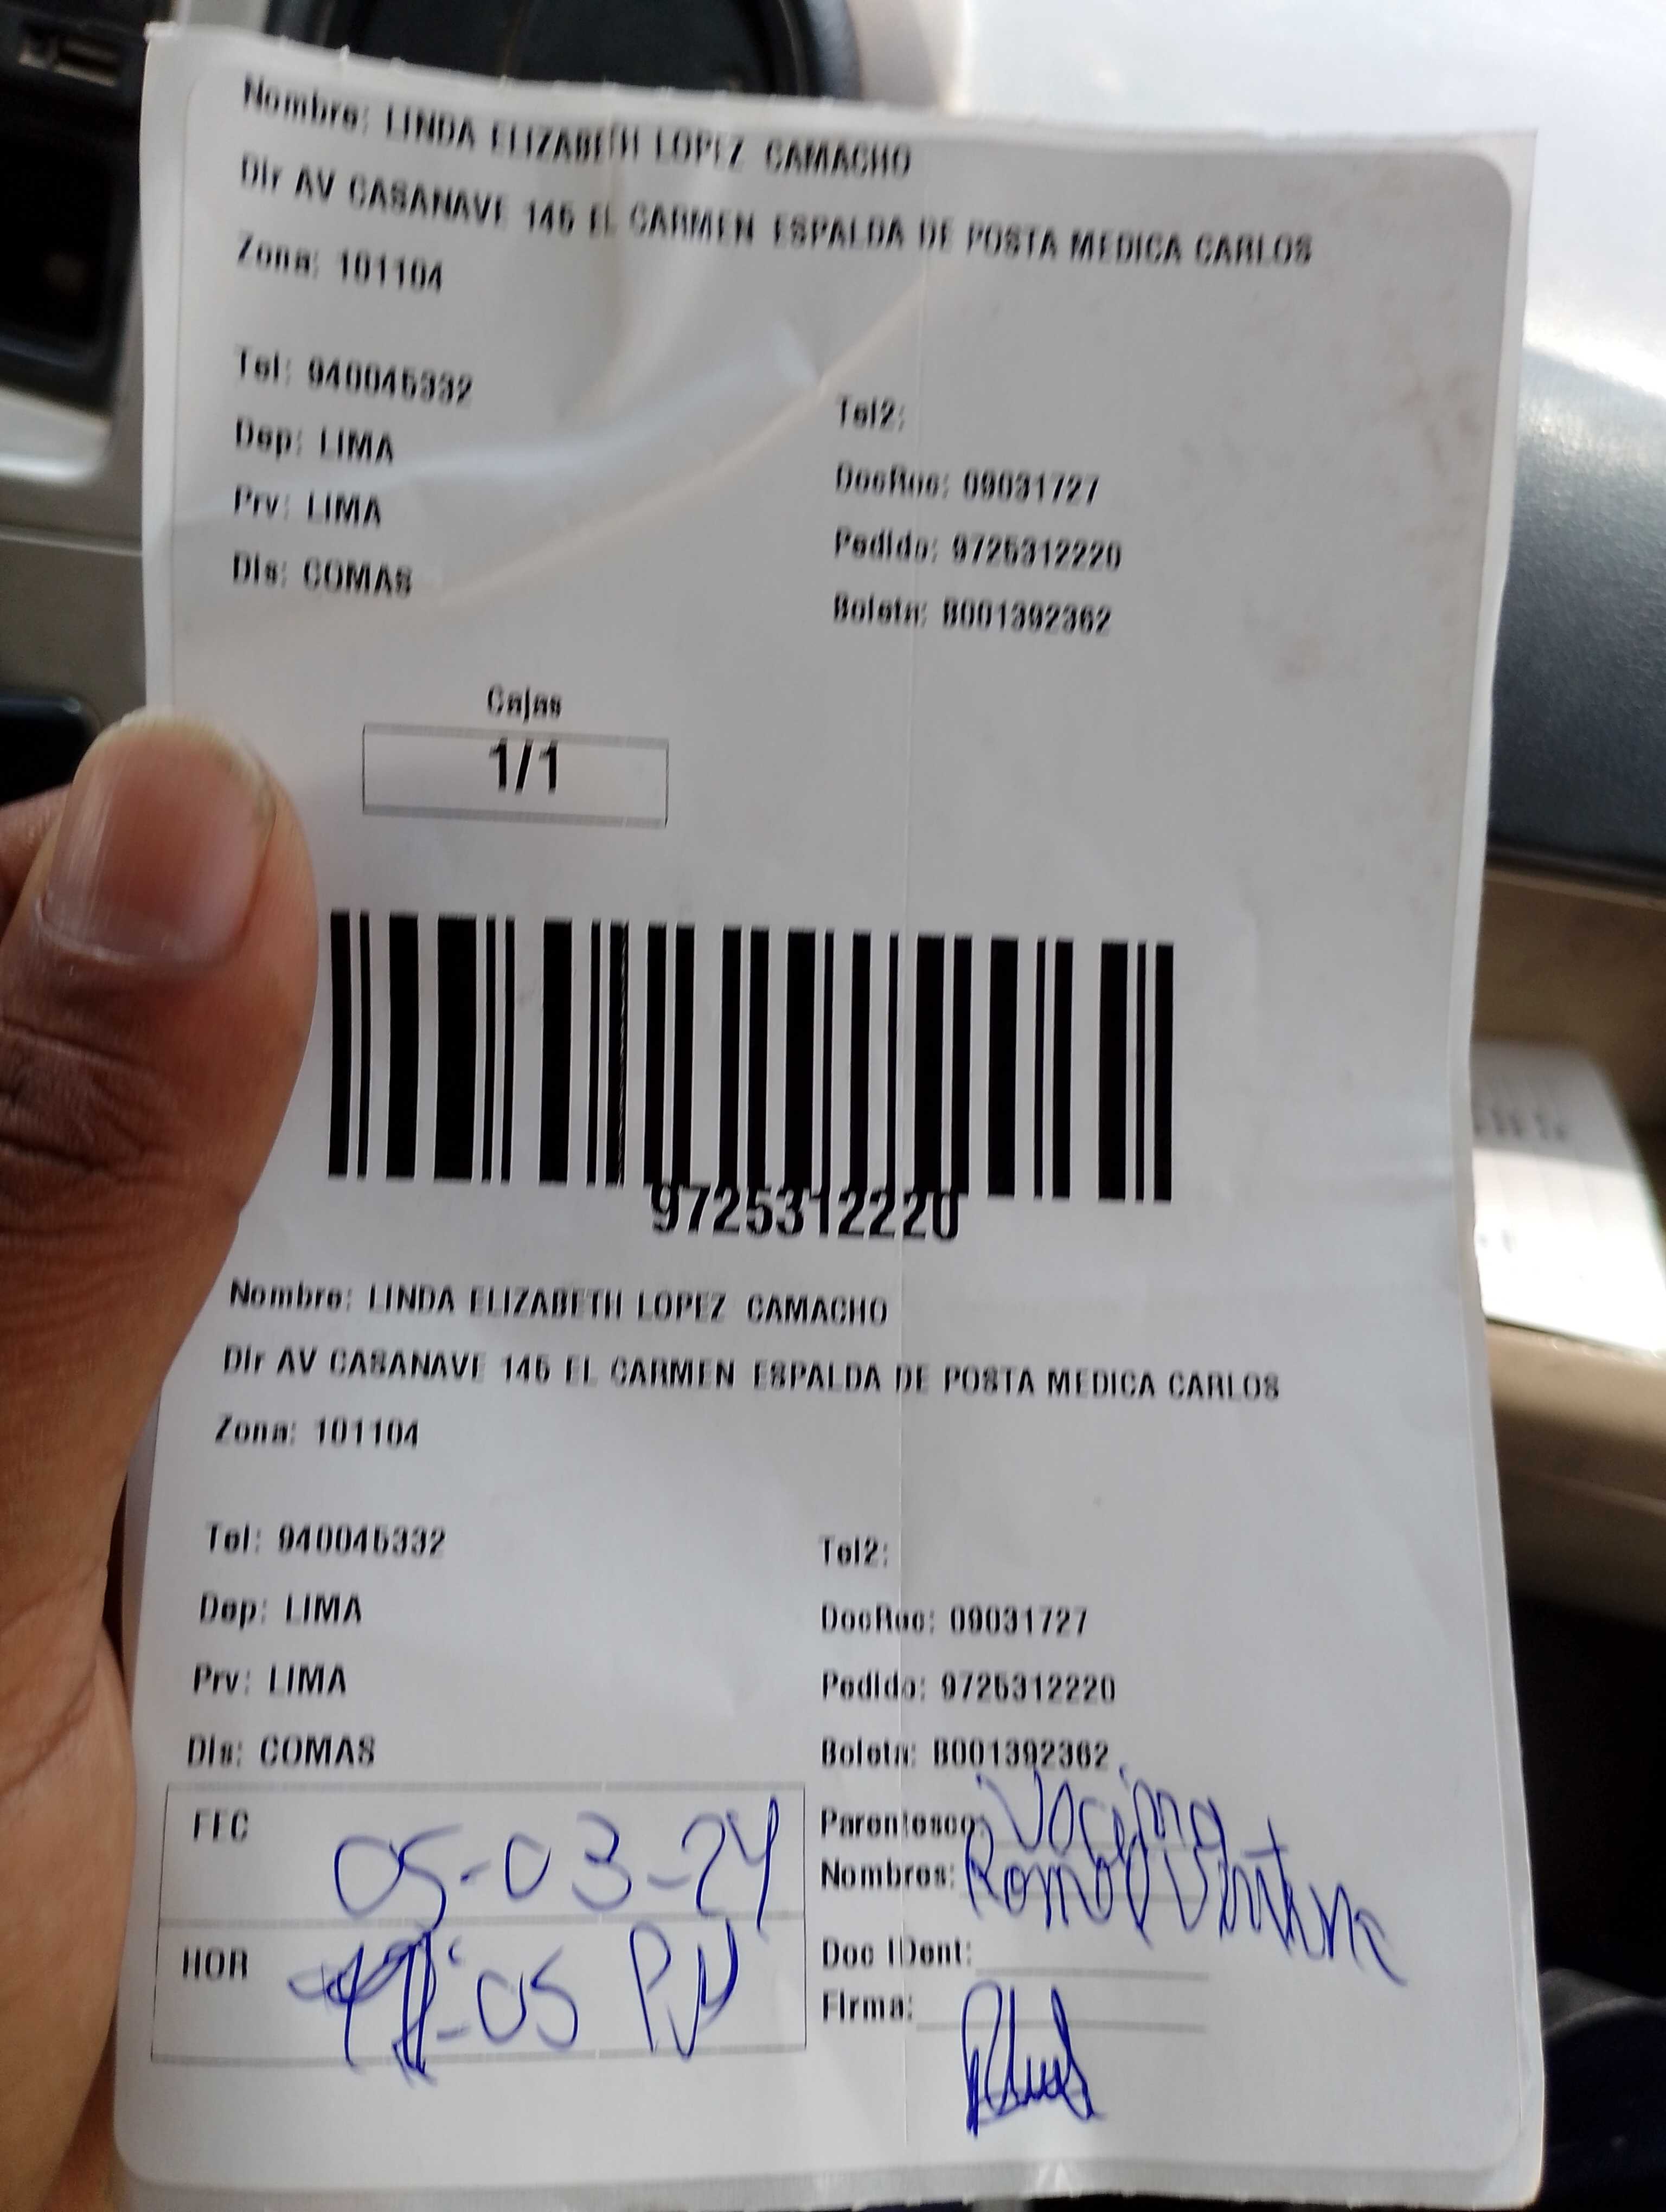 Nombre: LINDA ELIZABETH LOPEZ CAMACHO
Dir AV CASANAVE 145 EL CARMEN ESPALDA DE POSTA MEDICA CARLOS
Zona: 101104
Tel: 940045332 Tel2:
Dep: LIMA DocRuc: 09031727
Prv: LIMA Pedido: 9725312220
Dis: COMAS Boleta: B001392362
Cajas
1/1
9725312220
Nombre: LINDA ELIZABETH LOPEZ CAMACHO
Dir AV CASANAVE 145 EL CARMEN ESPALDA DE POSTA MEDICA CARLOS
Zona: 101104
Tel: 940045332 Tel2:
Dep: LIMA DocRuc: 09031727
Prv: LIMA Pedido: 9725312220
Dis: COMAS Boleta: B001392362
FEC 05-03-24 Parentesco: Vecina
Nombres:
HOR :05 PM Doc IDent:
Firma: